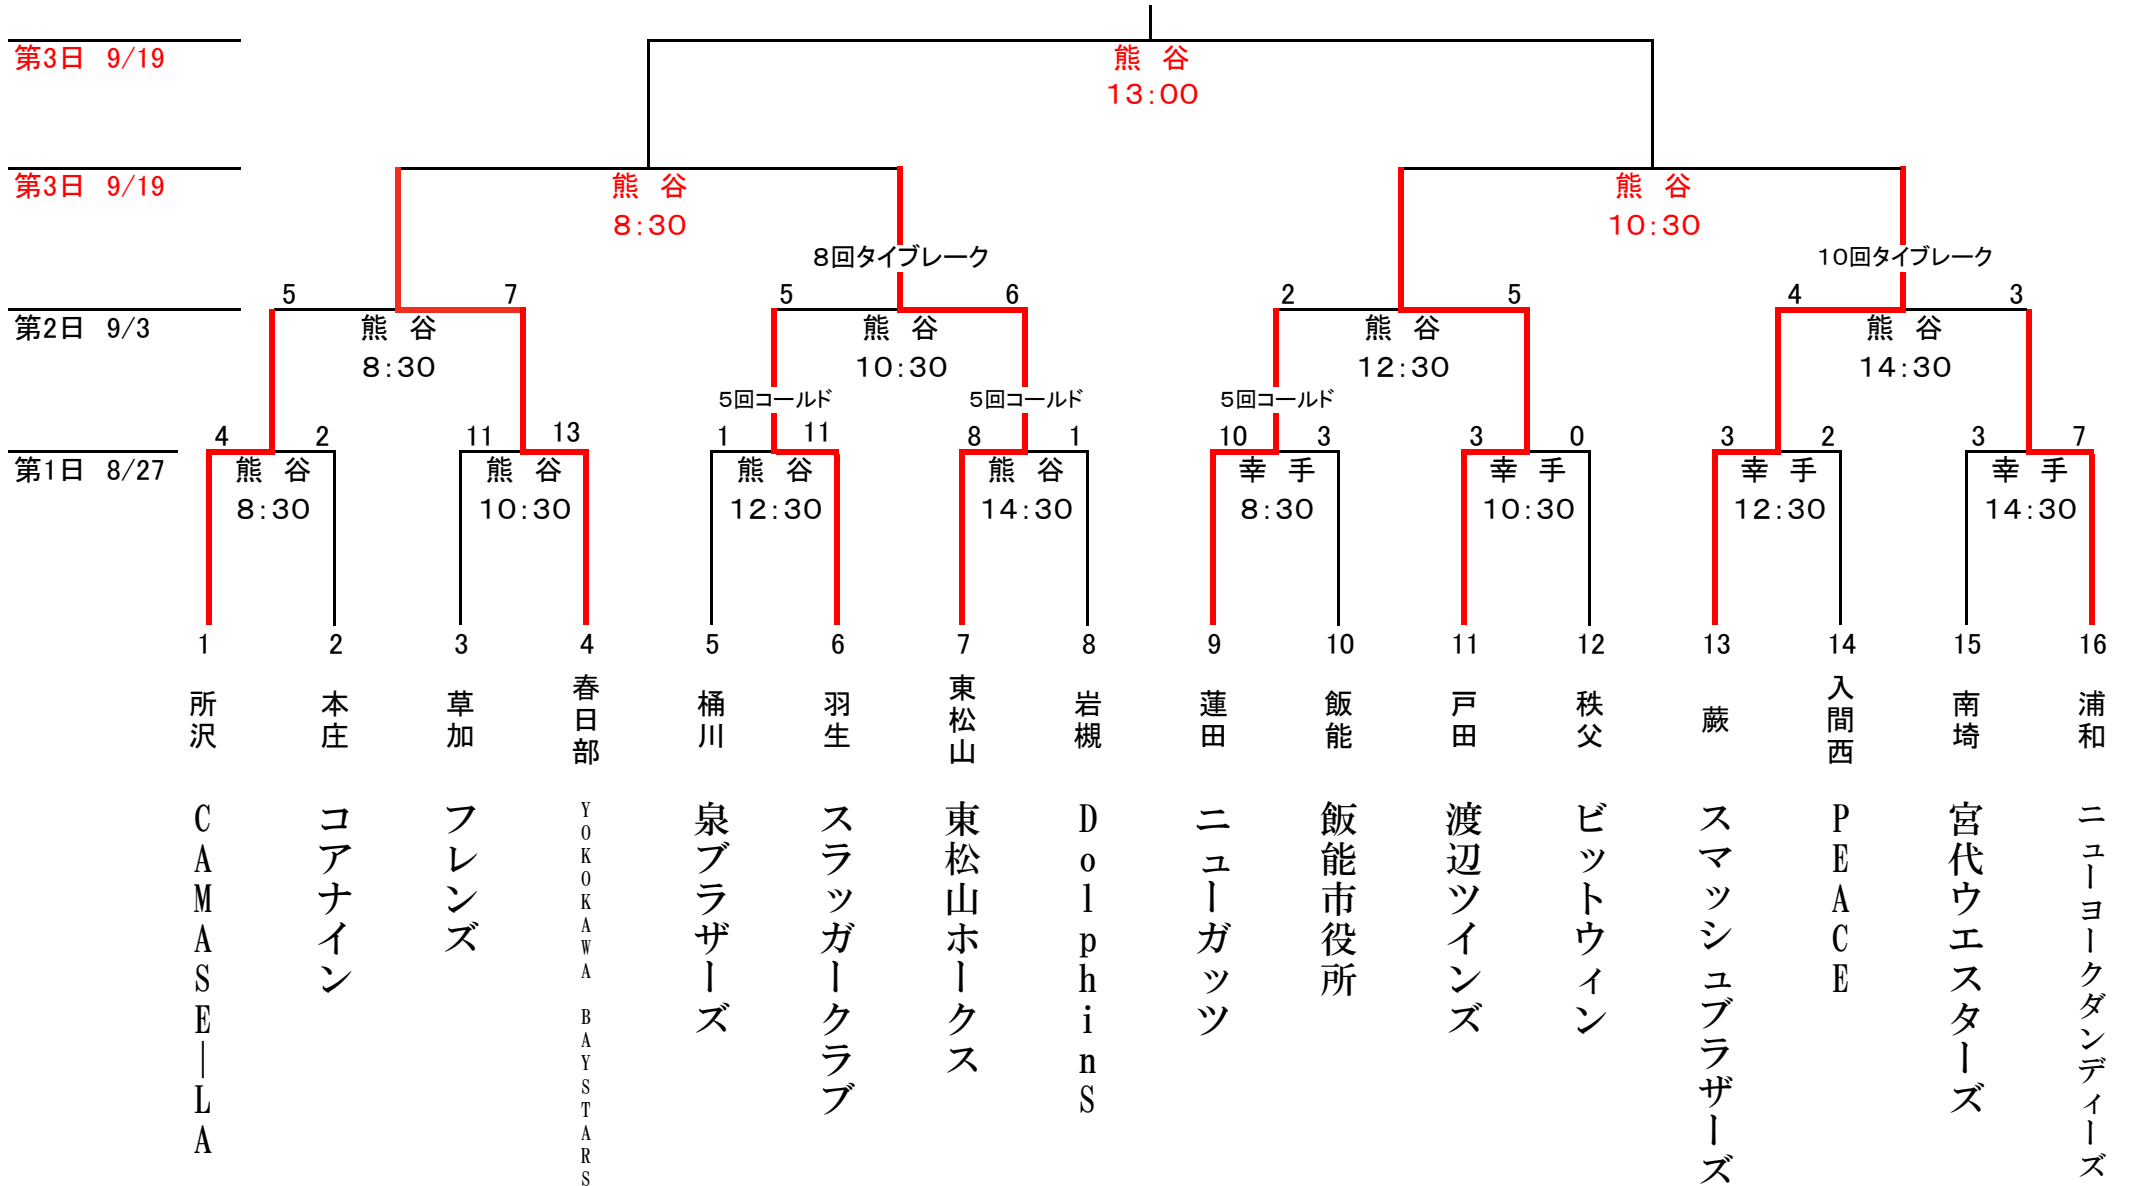 第3日 9/19
熊 谷
13:00
第3日 9/19
熊 谷
8:30
熊 谷
10:30
8回タイブレーク
10回タイブレーク
5 7 5 6 2 5 4 3
第2日 9/3
熊 谷
8:30
熊 谷
10:30
熊 谷
12:30
熊 谷
14:30
5回コールド
5回コールド
5回コールド
4 2 11 13 1 11 8 1 10 3 3 0 3 2 3 7
第1日 8/27
熊 谷
8:30
熊 谷
10:30
熊 谷
12:30
熊 谷
14:30
幸 手
8:30
幸 手
10:30
幸 手
12:30
幸 手
14:30
1
所沢
CAMASE―LA
2
本庄
コアナイン
3
草加
フレンズ
4
春日部
YOKOKAWA BAYSTARS
5
桶川
泉ブラザーズ
6
羽生
スラッガークラブ
7
東松山
東松山ホークス
8
岩槻
DolphinS
9
蓮田
ニューガッツ
10
飯能
飯能市役所
11
戸田
渡辺ツインズ
12
秩父
ビットウィン
13
蕨
スマッシュブラザーズ
14
入間西
PEACE
15
南埼
宮代ウエスターズ
16
浦和
ニューヨークダンディーズ